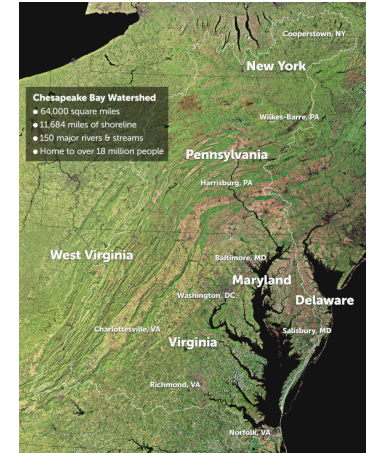 Cooperstown, NY
New York
Chesapeake Bay Watershed
• 64,000 square miles
• 11,684 miles of shoreline
• 150 major rivers & streams
• Home to over 18 million people
Wilkes-Barre, PA
Pennsylvania
Harrisburg, PA
West Virginia
Baltimore, MD
Maryland
Washington, DC
Delaware
Charlottesville, VA
Salisbury, MD
Virginia
Richmond, VA
Norfolk, VA